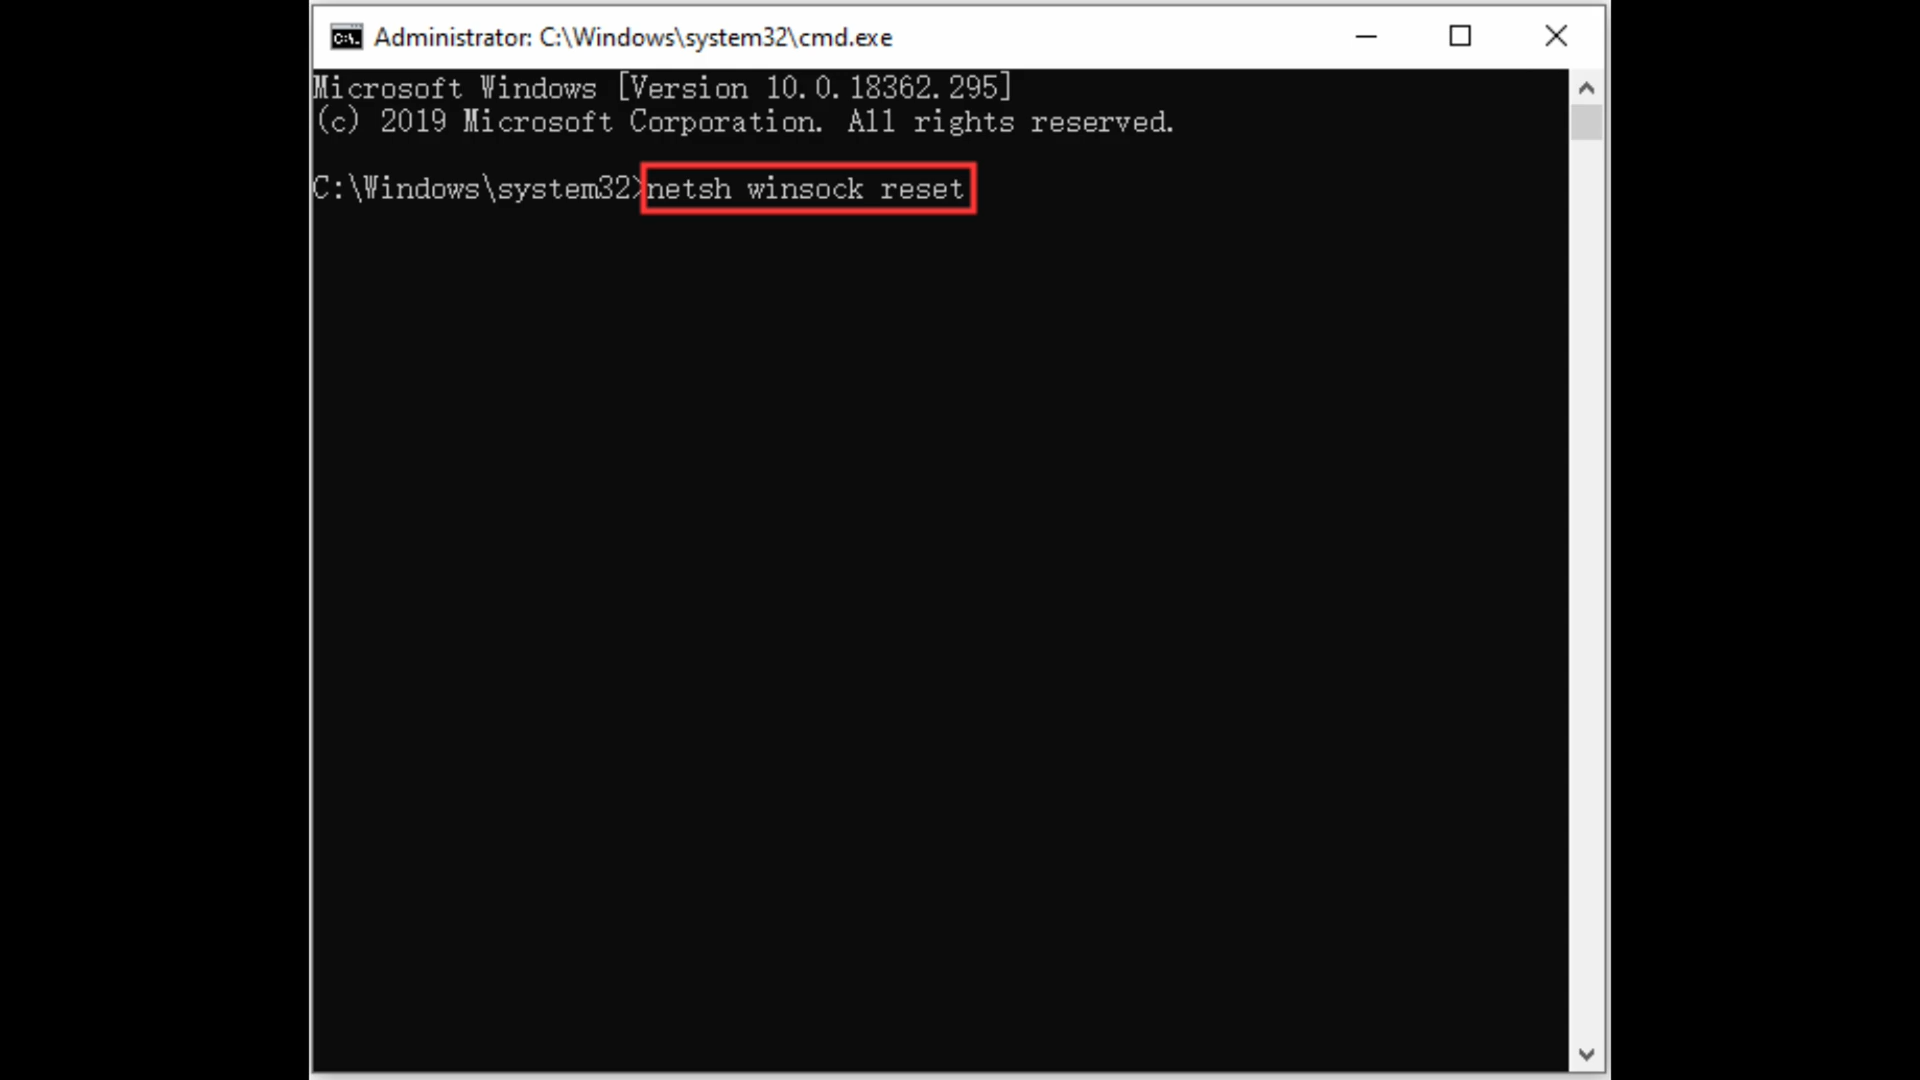 Administrator: C:\Windows\system32\cmd.exe
Microsoft Windows [Version 10.0.18362.295]
(c) 2019 Microsoft Corporation. All rights reserved.
C:\Windows\system32>netsh winsock reset